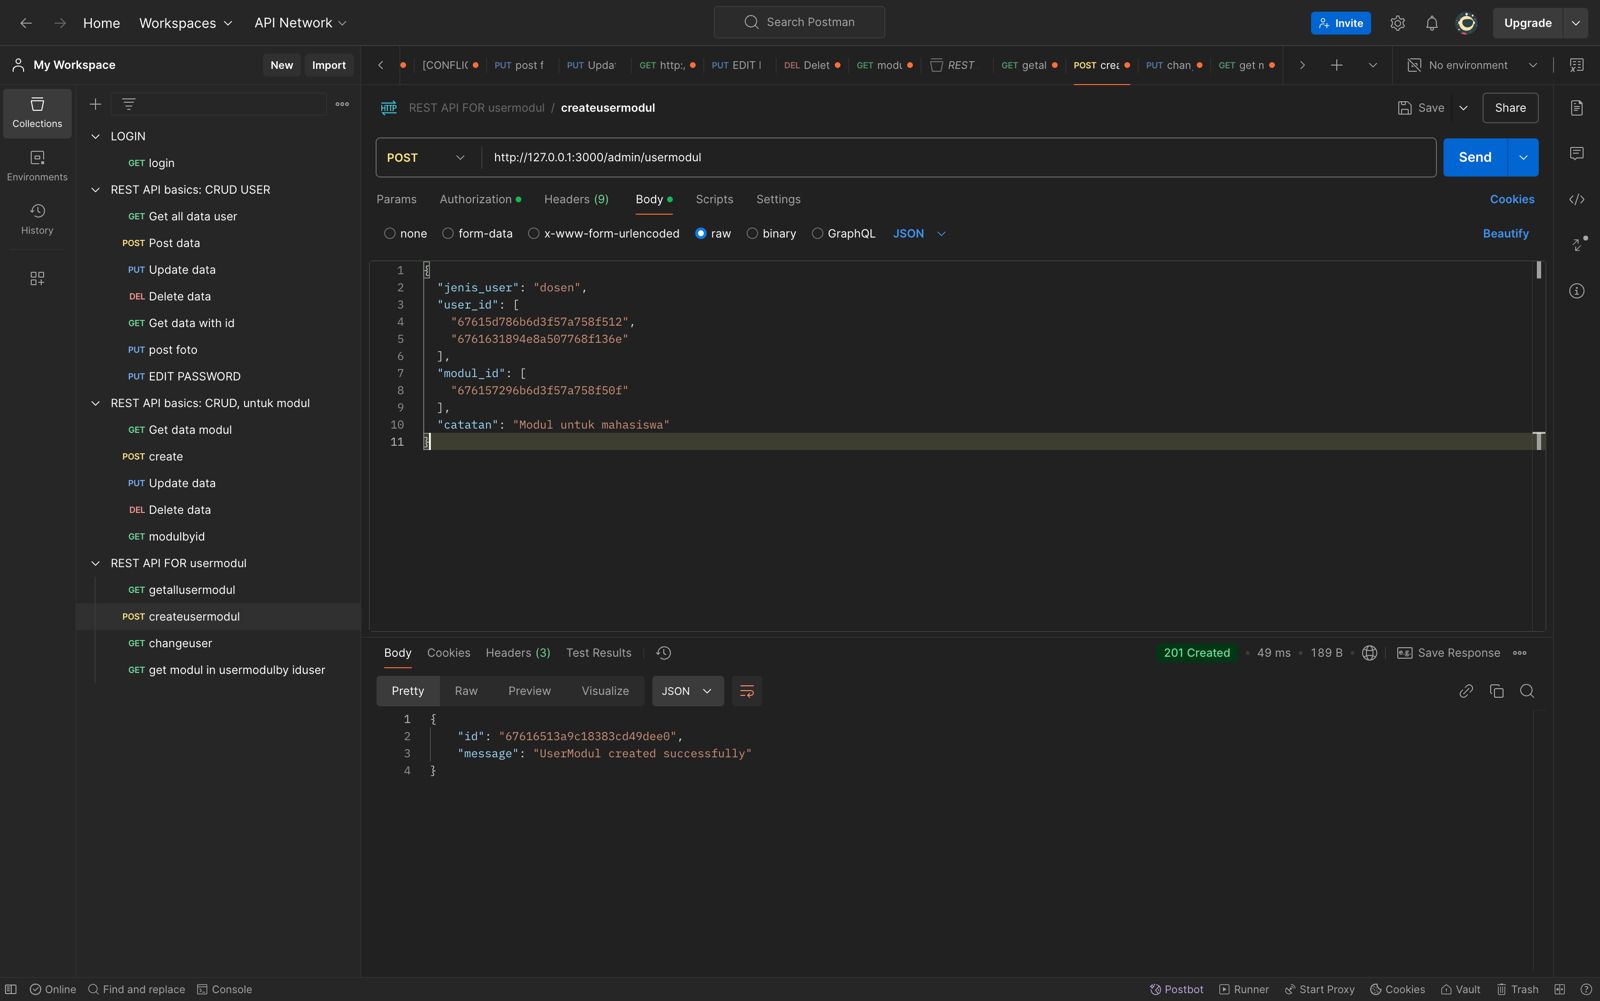 Home Workspaces API Network Search Postman Invite Upgrade
My Workspace New Import [CONFLIC PUT post f PUT Upda GET http:, PUT EDIT DEL Delet GET modu REST GET getal POST crea PUT chan GET get n No environment
Collections
Environments
History
LOGIN
GET login
REST API basics: CRUD USER
GET Get all data user
POST Post data
PUT Update data
DEL Delete data
GET Get data with id
PUT post foto
PUT EDIT PASSWORD
REST API basics: CRUD, untuk modul
GET Get data modul
POST create
PUT Update data
DEL Delete data
GET modulbyid
REST API FOR usermodul
GET getallusermodul
POST createusermodul
GET changeuser
GET get modul in usermodulby iduser
HTTP REST API FOR usermodul / createusermodul Save Share
POST http://127.0.0.1:3000/admin/usermodul Send
Params Authorization Headers (9) Body Scripts Settings Cookies
none form-data x-www-form-urlencoded raw binary GraphQL JSON Beautify
1 {
2 "jenis_user": "dosen",
3 "user_id": [
4 "67615d786b6d3f57a758f512",
5 "6761631894e8a507768f136e"
6 ],
7 "modul_id": [
8 "676157296b6d3f57a758f50f"
9 ],
10 "catatan": "Modul untuk mahasiswa"
11 }
Body Cookies Headers (3) Test Results 201 Created 49 ms 189 B e.g. Save Response
Pretty Raw Preview Visualize JSON
1 {
2 "id": "67616513a9c18383cd49dee0",
3 "message": "UserModul created successfully"
4 }
Online Find and replace Console Postbot Runner Start Proxy Cookies Vault Trash